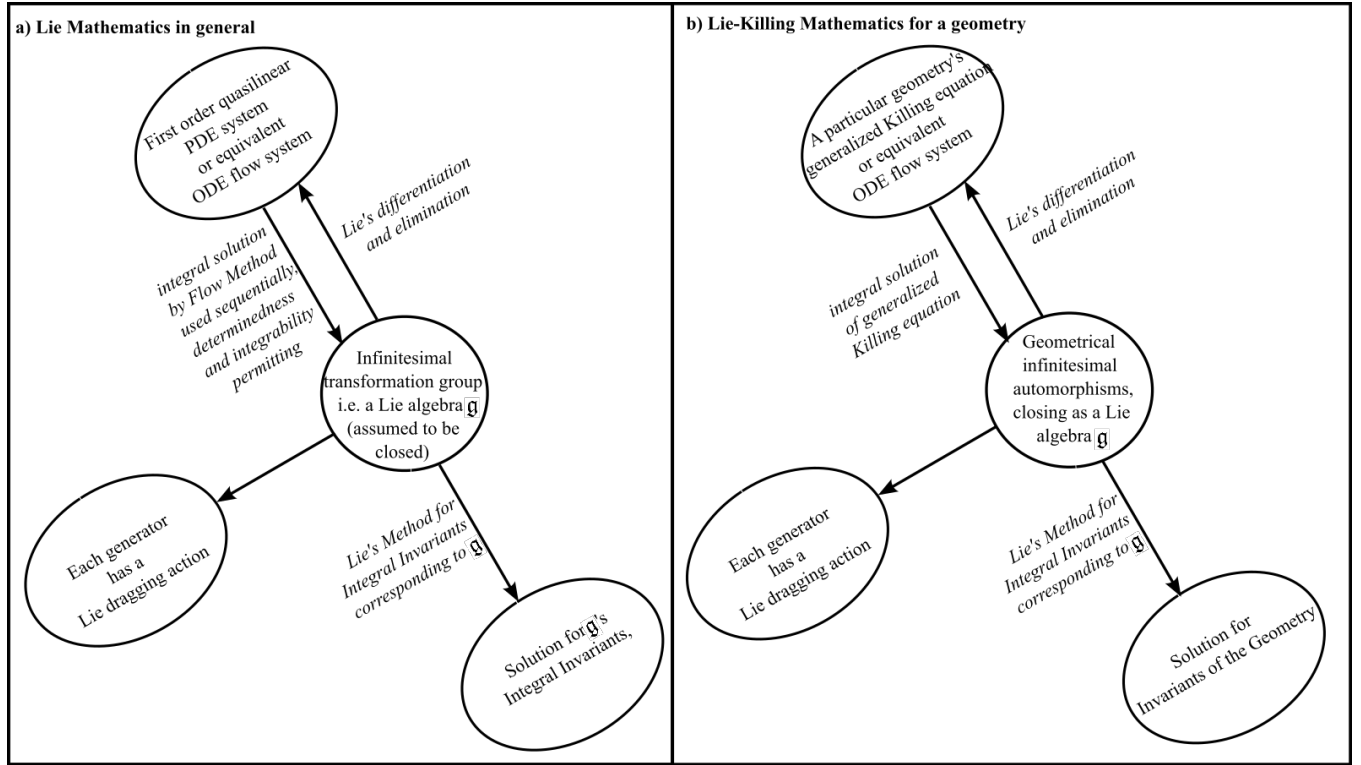 a) Lie Mathematics in general
First order quasilinear
PDE system
or equivalent
ODE flow system
Lie's differentiation
and elimination
integral solution
by Flow Method
used sequentially,
determinedness
and integrability
permitting
Infinitesimal
transformation group
i.e. a Lie algebra 𝖌
(assumed to be
closed)
Each generator
has a
Lie dragging action
Lie's Method for
Integral Invariants
corresponding to 𝖌
Solution for 𝖌's
Integral Invariants,
b) Lie-Killing Mathematics for a geometry
A particular geometry's
generalized Killing equation
or equivalent
ODE flow system
Lie's differentiation
and elimination
integral solution
of generalized
Killing equation
Geometrical
infinitesimal
automorphisms,
closing as a Lie
algebra 𝖌
Each generator
has a
Lie dragging action
Lie's Method for
Integral Invariants
corresponding to 𝖌
Solution for
Invariants of the Geometry